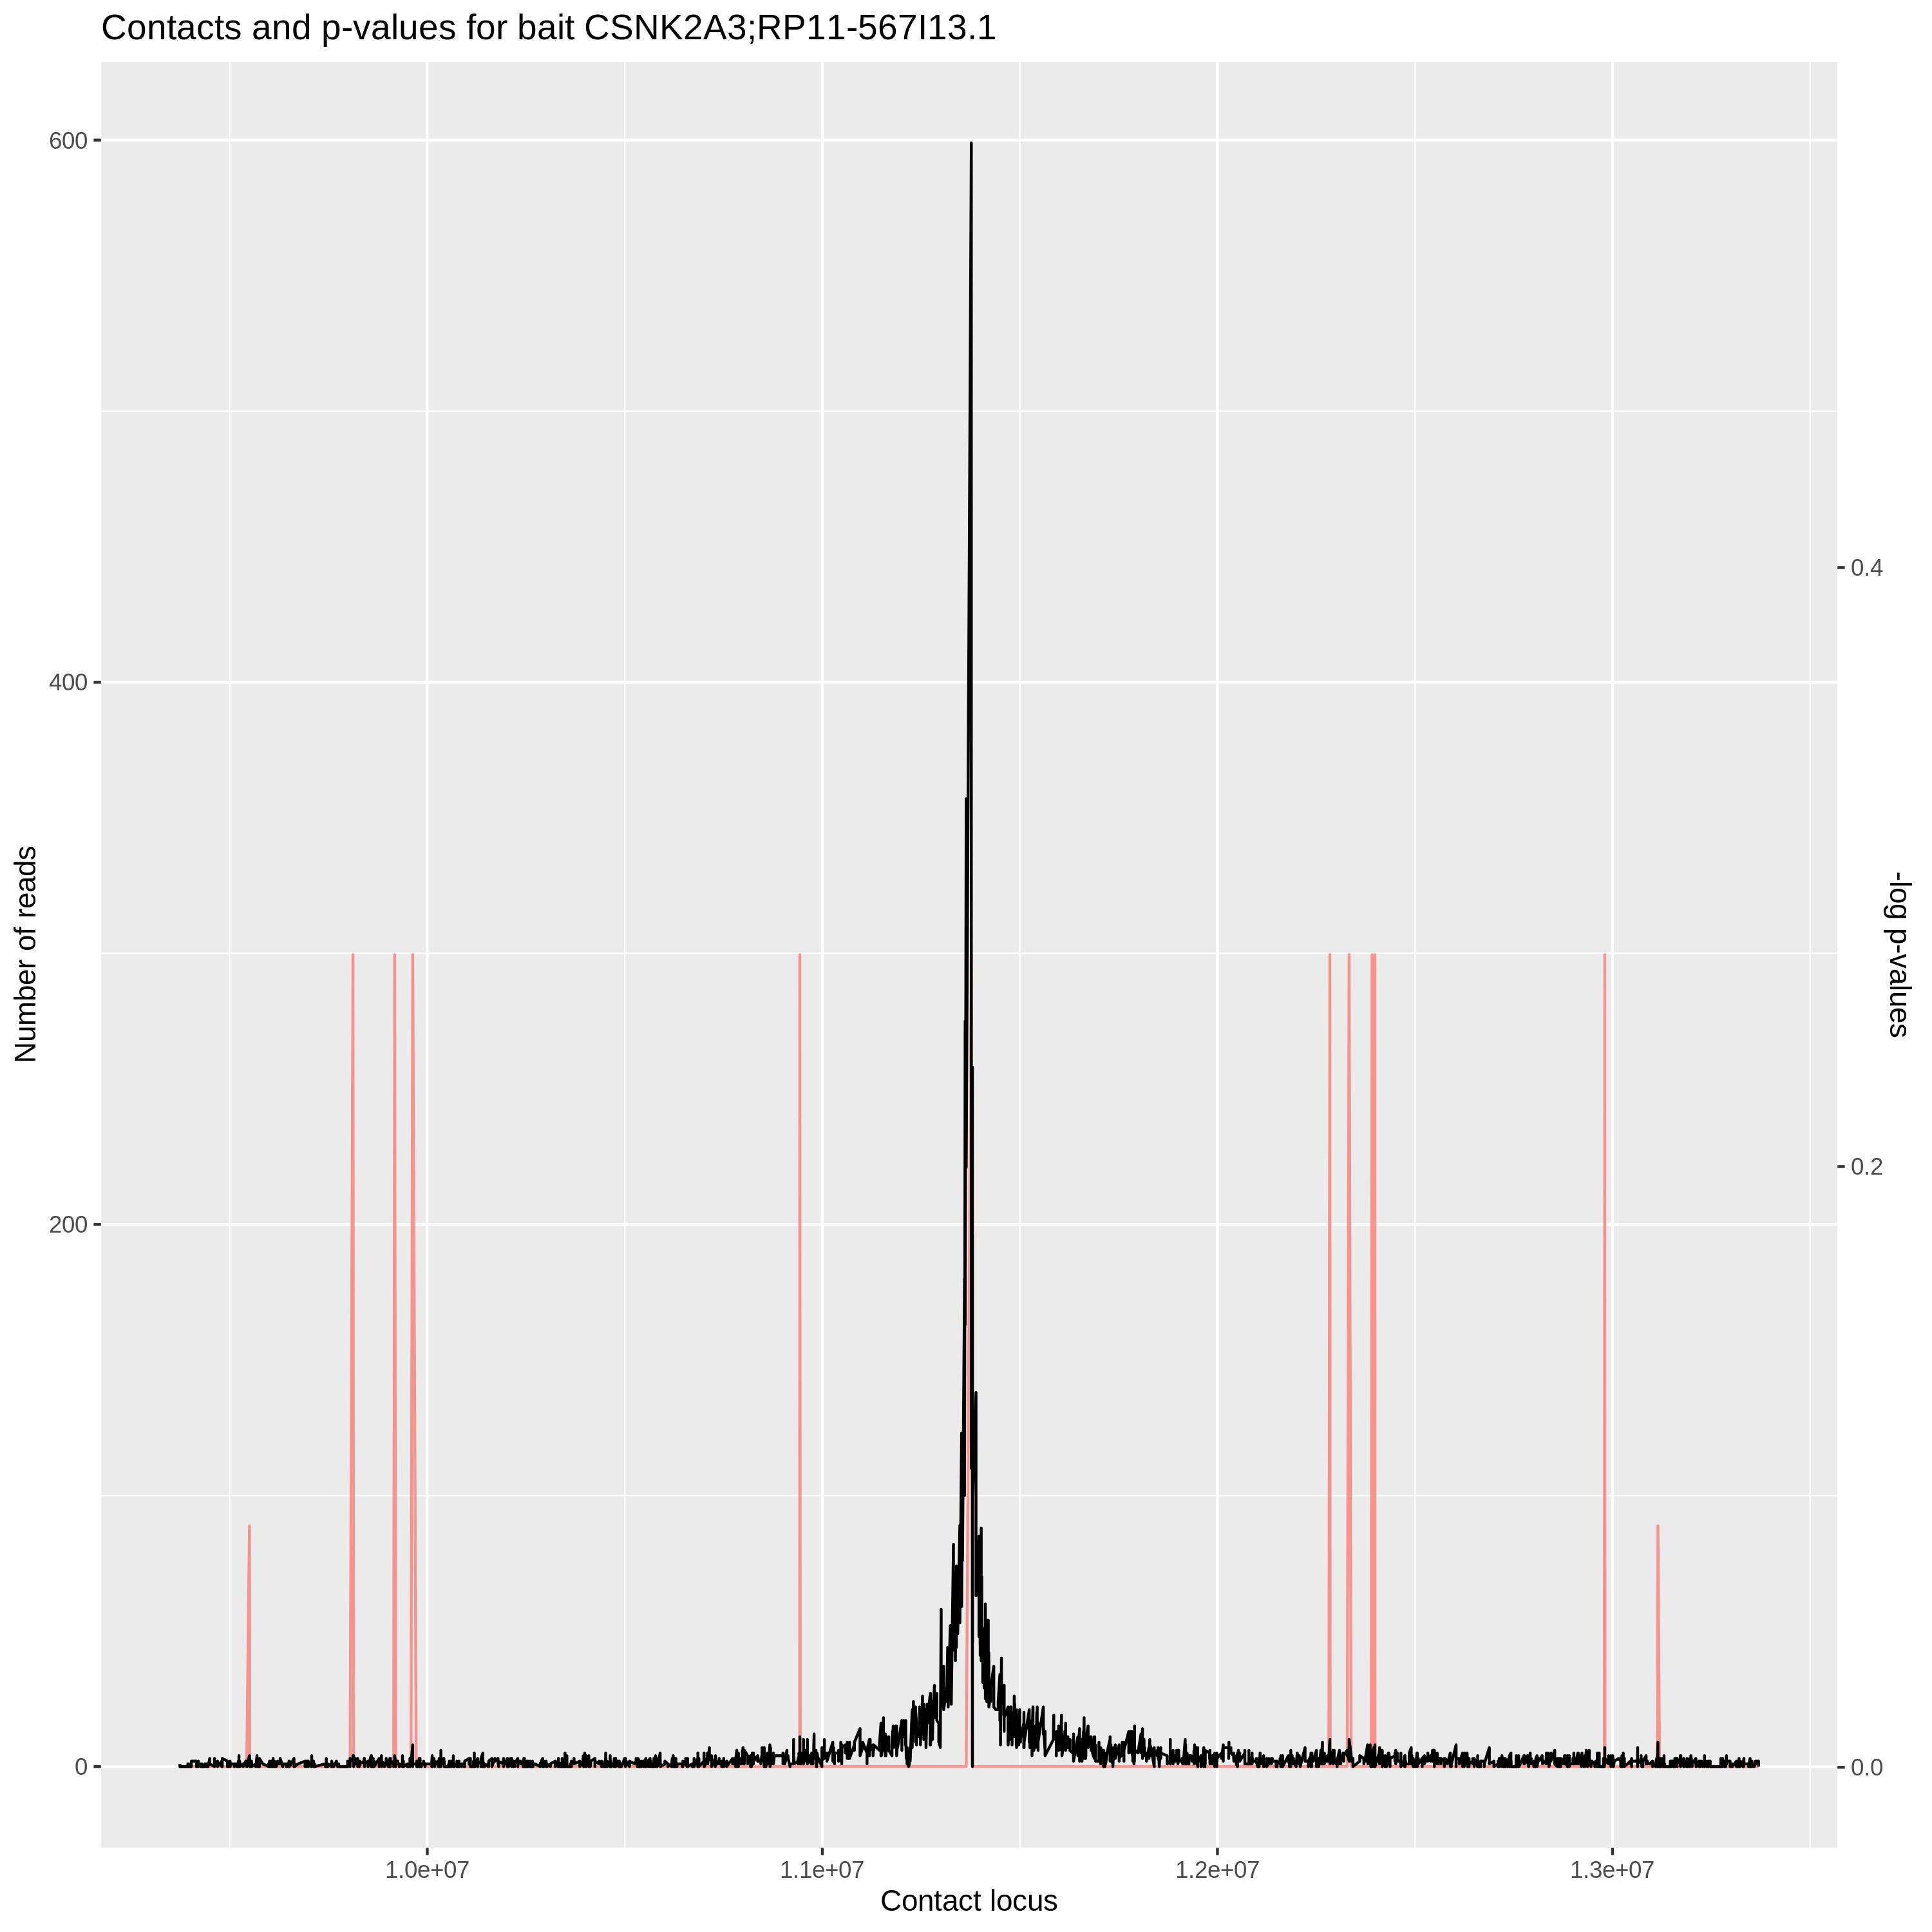 Contacts and p-values for bait CSNK2A3;RP11-567I13.1
600
400
200
0
Number of reads
0.4
0.2
0.0
-log p-values
1.0e+07
1.1e+07
1.2e+07
1.3e+07
Contact locus